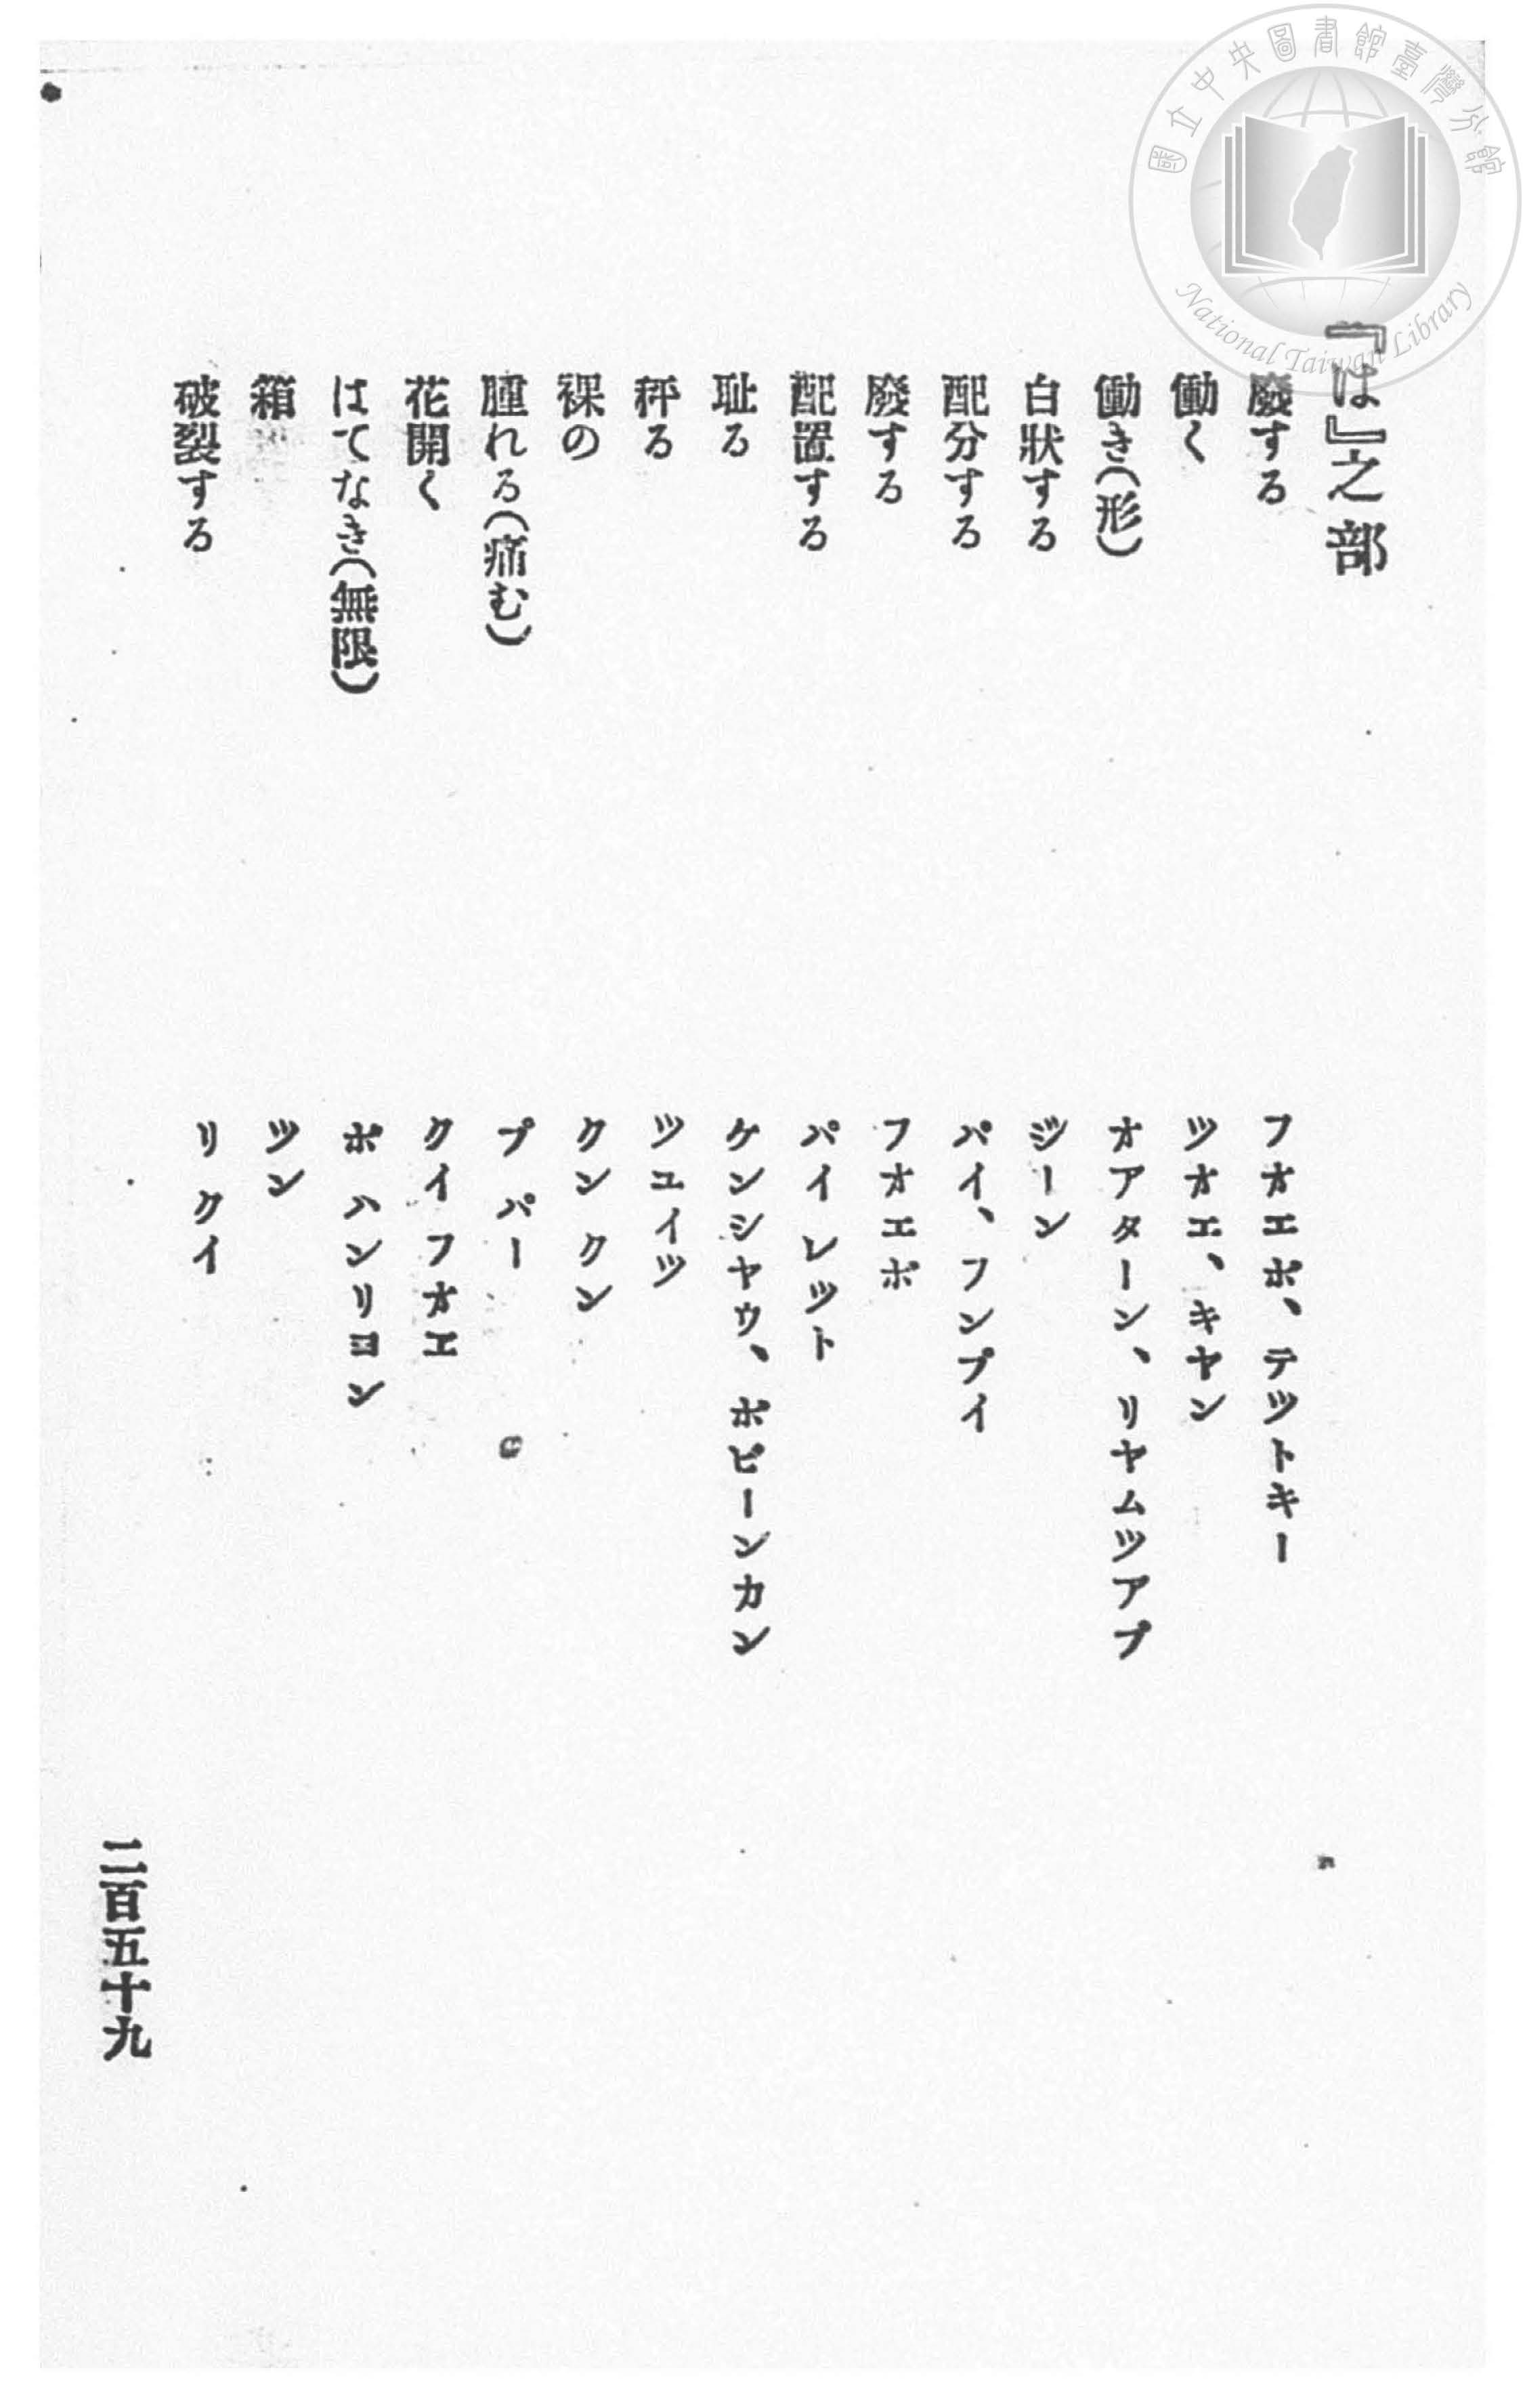 國立中央圖書館臺灣分館
National Taiwan Library
『は』之部
廢する　フオエポ、テツトキー
働く　ツオエ、キヤン
働き(形)　オアターン、リヤムツアプ
白狀する　ジーン
配分する　パイ、フンプイ
廢する　フオエポ
配置する　パイレツト
耻る　ケンシヤウ、ポピーンカン
秤る　ツユイツ
裸の　クンクン
腫れる(痛む)　プパー
花開く　クイフオエ
はてなき(無限)　ポハンリヨン
箱　ツン
破裂する　リクイ
二百五十九